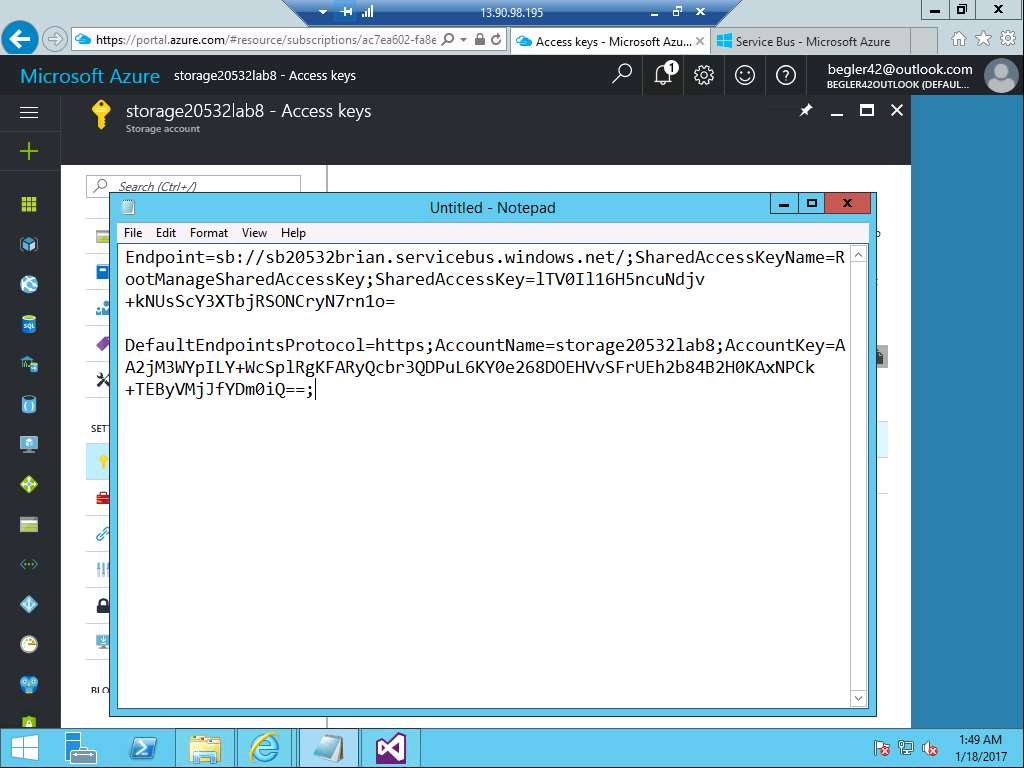 13.90.98.195
https://portal.azure.com/#resource/subscriptions/ac7ea602-fa8e
Access keys - Microsoft Azu...
Service Bus - Microsoft Azure
Microsoft Azure
storage20532lab8 - Access keys
1
begler42@outlook.com
BEGLER42OUTLOOK (DEFAUL...
storage20532lab8 - Access keys
Storage account
Search (Ctrl+/)
Untitled - Notepad
File Edit Format View Help
Endpoint=sb://sb20532brian.servicebus.windows.net/;SharedAccessKeyName=R
ootManageSharedAccessKey;SharedAccessKey=lTV0Il16H5ncuNdjv
+kNUsScY3XTbjRSONCryN7rn1o=
DefaultEndpointsProtocol=https;AccountName=storage20532lab8;AccountKey=A
A2jM3WYpILY+WcSplRgKFARyQcbr3QDPuL6KY0e268DOEHVvSFrUEh2b84B2H0KAxNPCk
+TEByVMjJfYDm0iQ==;
SETT
BLO
SQL
1:49 AM
1/18/2017